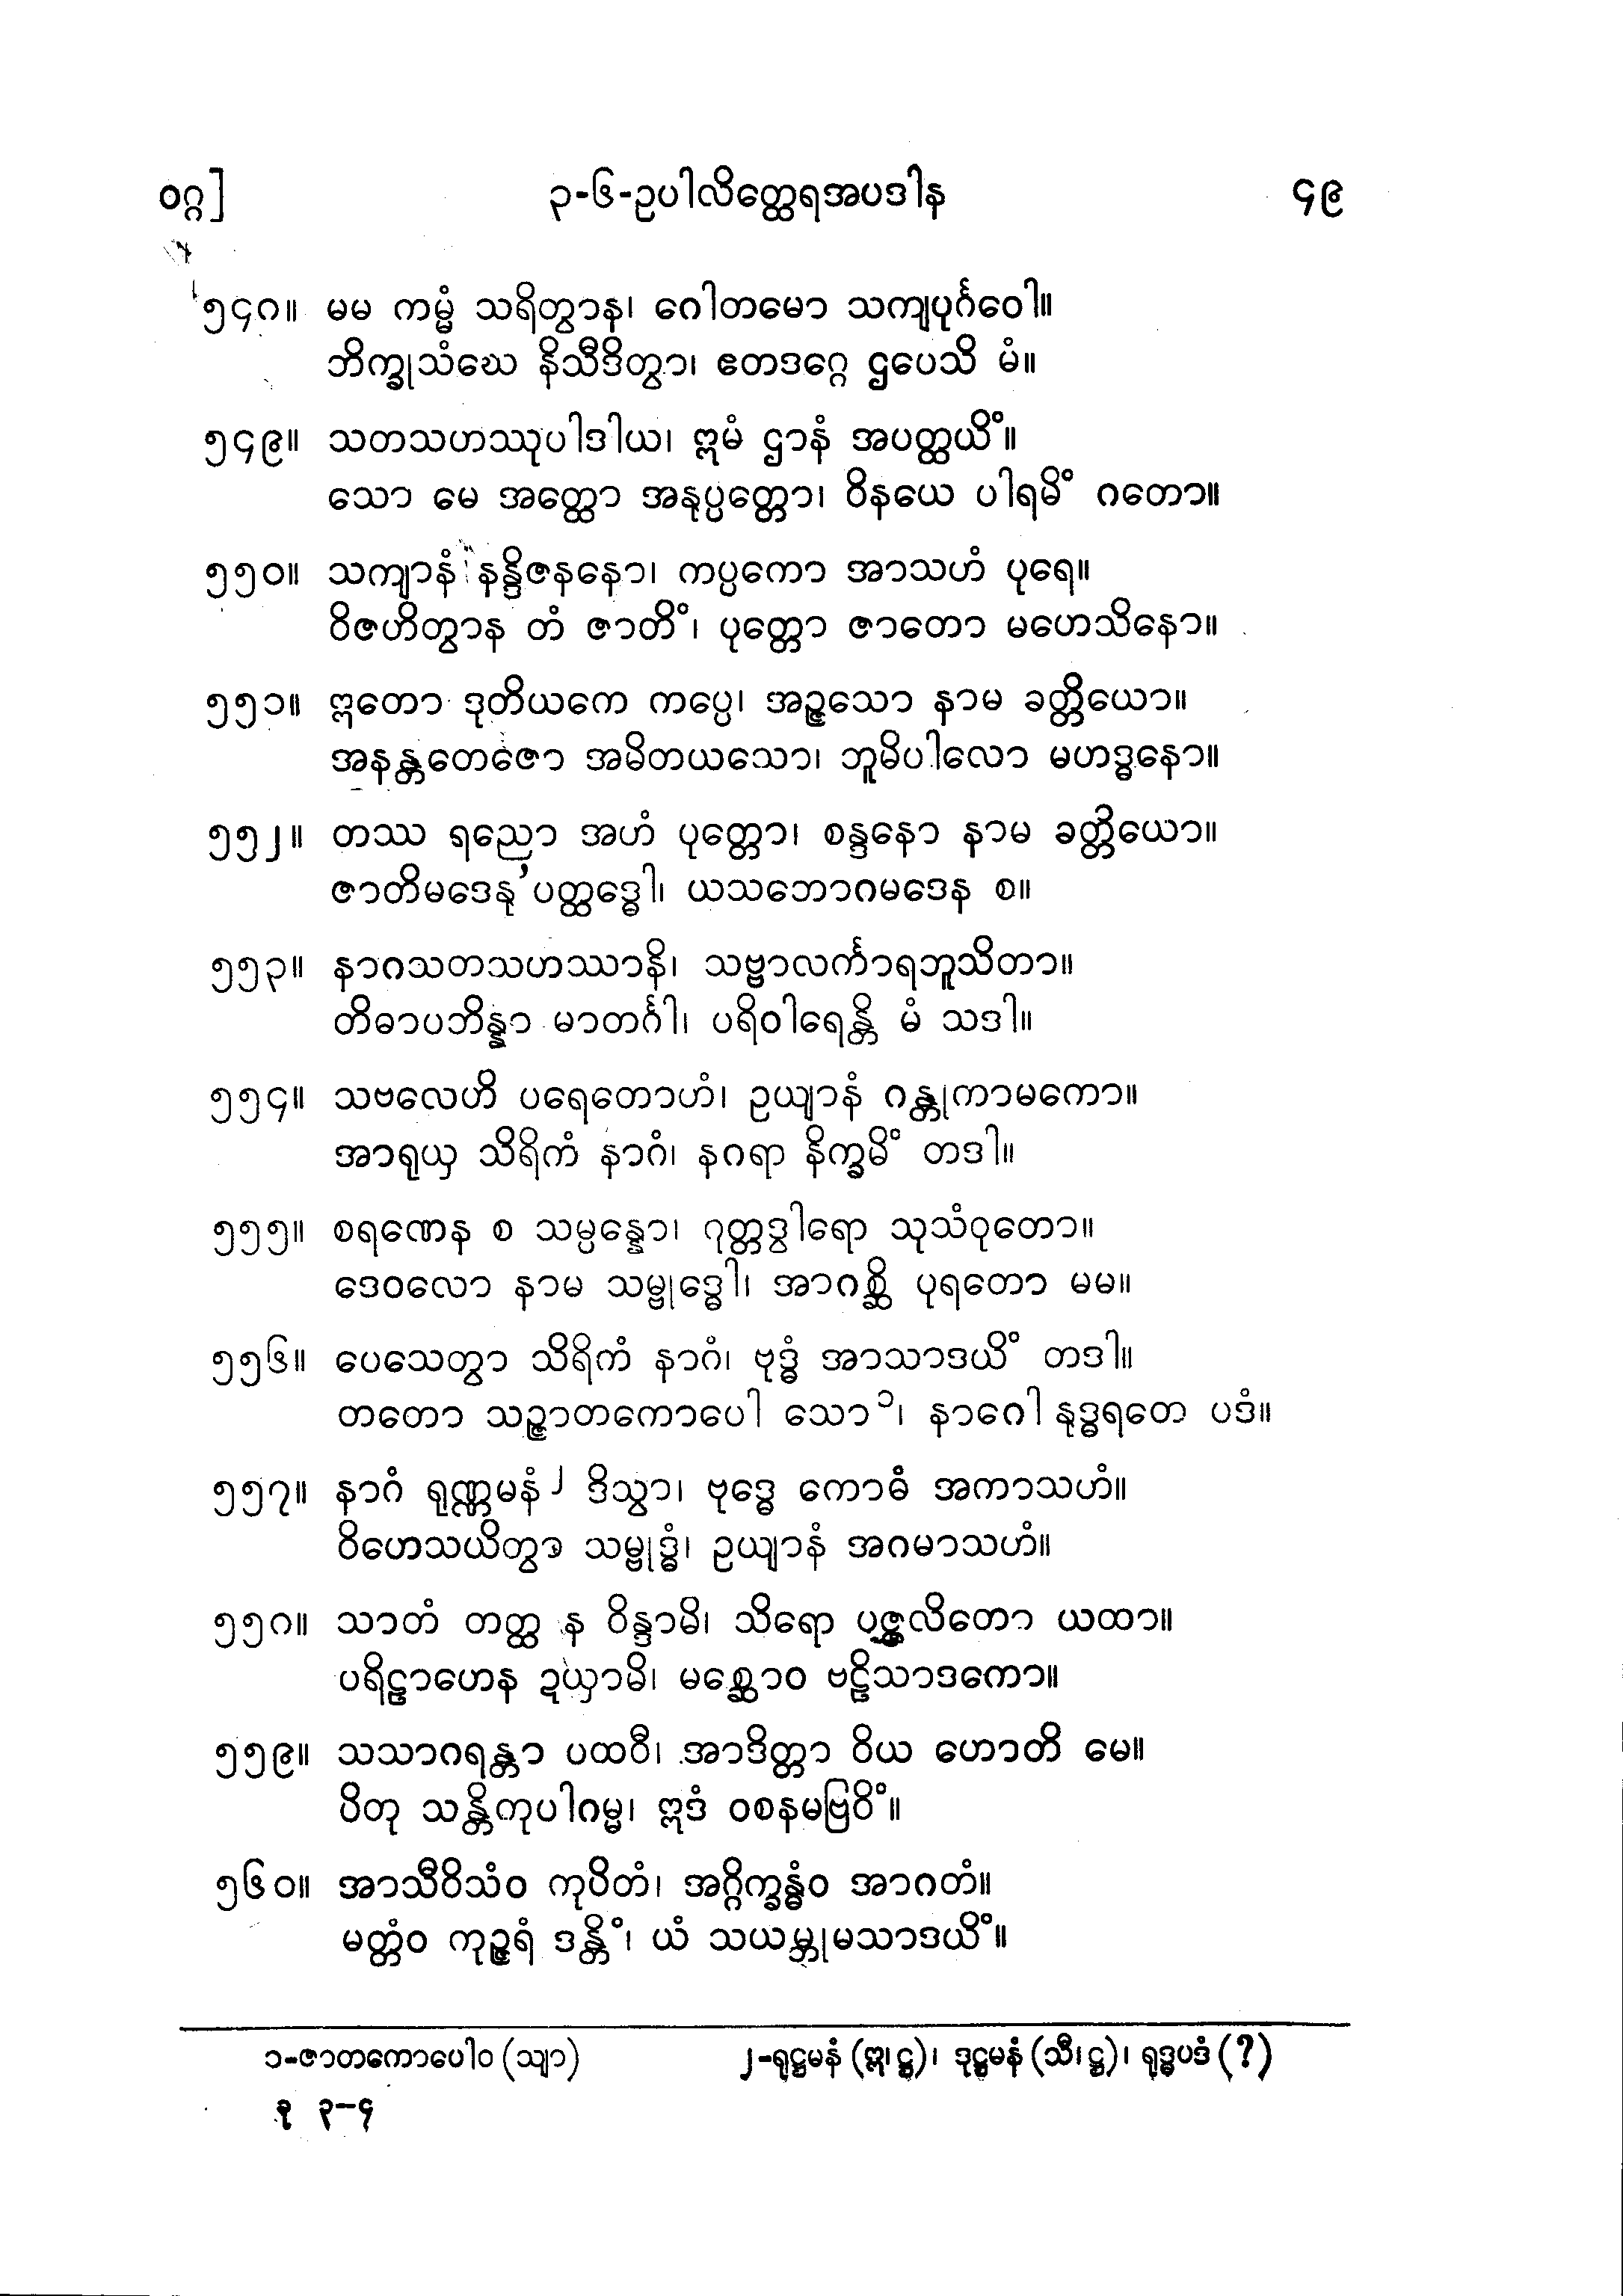 ဝဂ္ဂ] ၃-၆-ဥပါလိတ္ထေရအပဒါန ၄၉
၅၄၈။ မမ ကမ္မံ သရိတွာန၊ ဂေါတမော သကျပုင်္ဂဝေါ။
ဘိက္ခုသံဃေ နိသီဒိတွာ၊ ဧတဒဂ္ဂေ ဌပေသိ မံ။
၅၄၉။ သတသဟဿုပါဒါယ၊ ဣမံ ဌာနံ အပတ္ထယိံ။
သော မေ အတ္ထော အနုပ္ပတ္တော၊ ဝိနယေ ပါရမိံ ဂတော။
၅၅၀။ သကျာနံ နန္ဒိဇနနော၊ ကပ္ပကော အာသဟံ ပုရေ။
ဝိဇဟိတွာန တံ ဇာတိံ၊ ပုတ္တော ဇာတော မဟေသိနော။
၅၅၁။ ဣတော ဒုတိယကေ ကပ္ပေ၊ အဉ္ဇသော နာမ ခတ္တိယော။
အနန္တတေဇော အမိတယသော၊ ဘူမိပါလော မဟဒ္ဓနော။
၅၅၂။ တဿ ရညော အဟံ ပုတ္တော၊ စန္ဒနော နာမ ခတ္တိယော။
ဇာတိမဒေနု’ပတ္ထဒ္ဓေါ၊ ယသဘောဂမဒေန စ။
၅၅၃။ နာဂသတသဟဿာနိ၊ သဗ္ဗာလင်္ကာရဘူသိတာ။
တိဓာပဘိန္နာ မာတင်္ဂါ၊ ပရိဝါရေန္တိ မံ သဒါ။
၅၅၄။ သဗလေဟိ ပရေတောဟံ၊ ဥယျာနံ ဂန္တုကာမကော။
အာရုယှ သိရိကံ နာဂံ၊ နဂရာ နိက္ခမိံ တဒါ။
၅၅၅။ စရဏေန စ သမ္ပန္နော၊ ဂုတ္တဒွါရော သုသံဝုတော။
ဒေဝလော နာမ သမ္ဗုဒ္ဓေါ၊ အာဂစ္ဆိ ပုရတော မမ။
၅၅၆။ ပေသေတွာ သိရိကံ နာဂံ၊ ဗုဒ္ဓံ အာသာဒယိံ တဒါ။
တတော သဉ္ဇာတကောပေါ သော၁၊ နာဂေါ နုဒ္ဓရတေ ပဒံ။
၅၅၇။ နာဂံ ရုဏ္ဏမနံ၂ ဒိသွာ၊ ဗုဒ္ဓေ ကောဓံ အကာသဟံ။
ဝိဟေသယိတွာ သမ္ဗုဒ္ဓံ၊ ဥယျာနံ အဂမာသဟံ။
၅၅၈။ သာတံ တတ္ထ န ဝိန္ဒာမိ၊ သိရော ပဇ္ဇလိတော ယထာ။
ပရိဠာဟေန ဍယှာမိ၊ မစ္ဆောဝ ဗဠိသာဒကော။
၅၅၉။ သသာဂရန္တာ ပထဝီ၊ အာဒိတ္တာ ဝိယ ဟောတိ မေ။
ပိတု သန္တိကုပါဂမ္မ၊ ဣဒံ ဝစနမဗြဝိံ။
၅၆၀။ အာသီဝိသံဝ ကုပိတံ၊ အဂ္ဂိက္ခန္ဓံဝ အာဂတံ။
မတ္တံဝ ကုဉ္ဇရံ ဒန္တိံ၊ ယံ သယမ္ဘုမသာဒယိံ။
၁-ဇာတကောပေါဝ (သျာ) ၂-ရုဋ္ဌမနံ (ဣ၊ ဋ္ဌ)၊ ဒုဋ္ဌမနံ (သီ၊ ဋ္ဌ)၊ ရုဒ္ဓပဒံ (?)
ခု ၃-၄